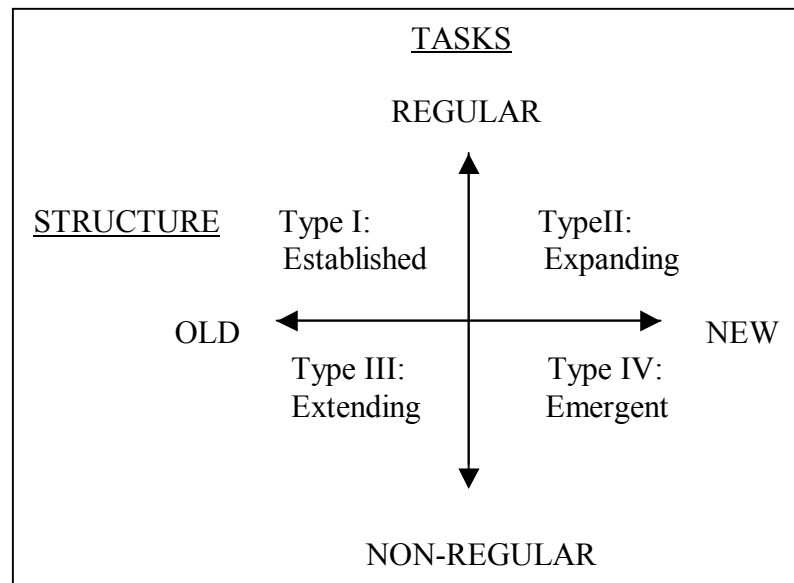 TASKS
REGULAR
STRUCTURE
Type I:
Established
TypeII:
Expanding
OLD
NEW
Type III:
Extending
Type IV:
Emergent
NON-REGULAR